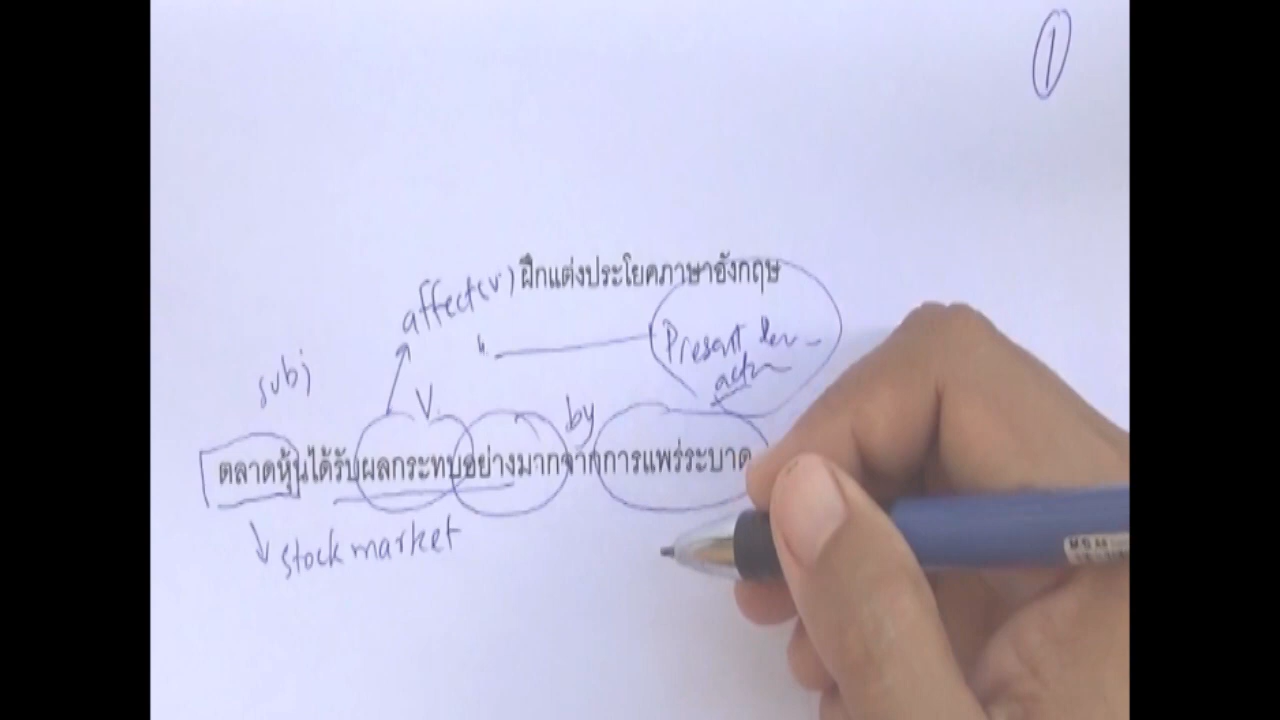 1
ฝึกแต่งประโยคภาษาอังกฤษ
affect(v)
Present
subj
V
by
ตลาดหุ้นได้รับผลกระทบอย่างมากจากการแพร่ระบาด
stock market